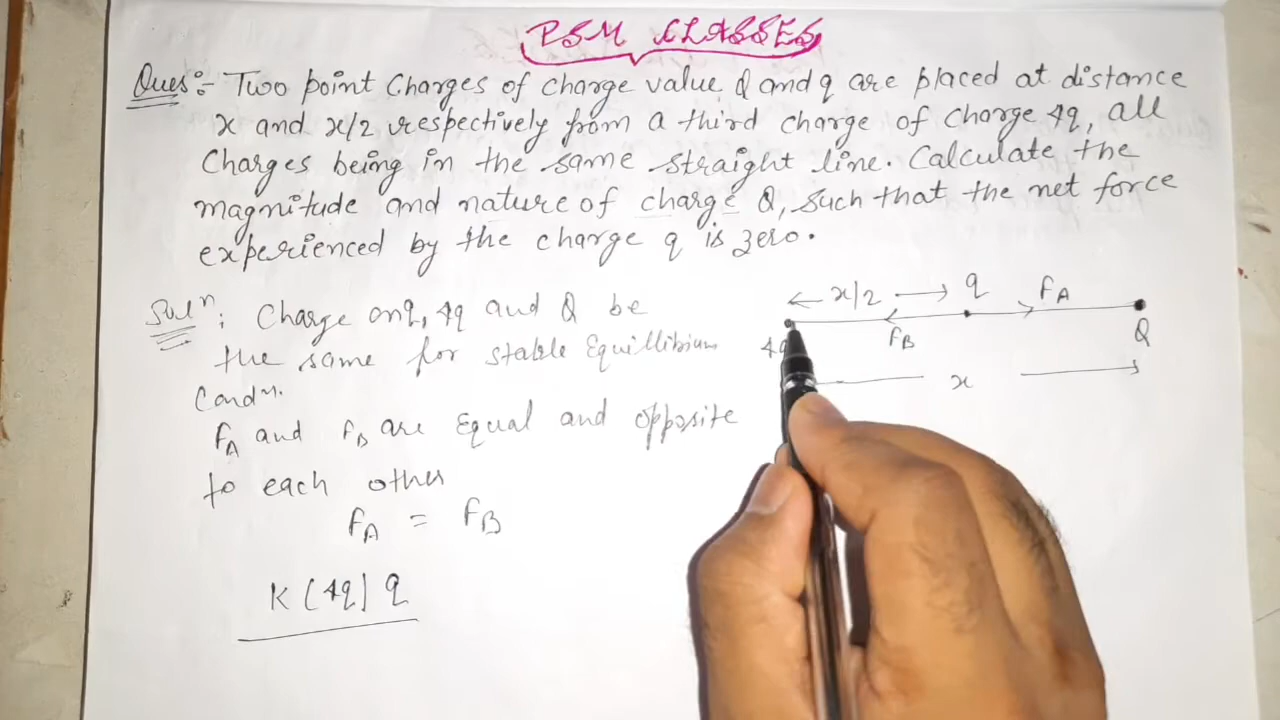 PSM CLASSES
Ques:- Two point Charges of charge value Q and q are placed at distance
x and x/2 respectively from a third charge of charge 4q, all
Charges being in the same straight line. Calculate the
magnitude and nature of charge Q, such that the net force
experienced by the charge q is zero.
Solⁿ: Charge on q, 4q and Q be
the same for stable Equillibium
Condⁿ.
FA and FB are Equal and opposite
to each other
FA = FB
K (4q) q
x/2 q FA
FB Q
4q
x